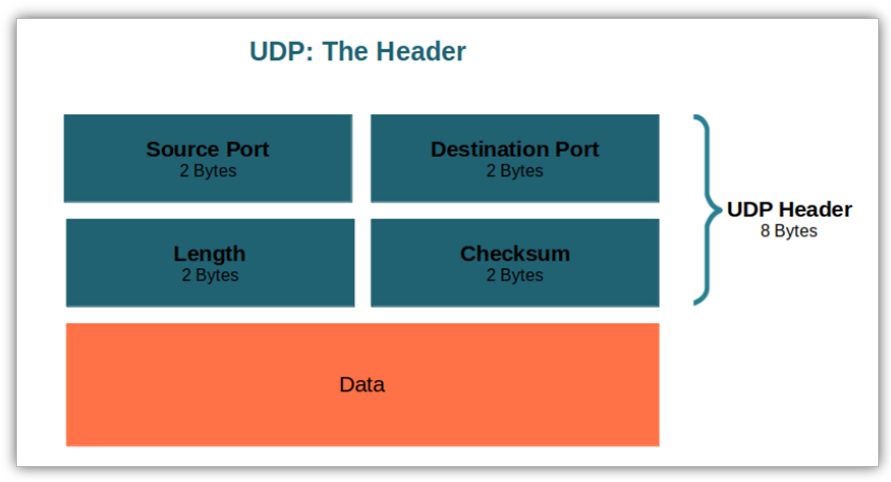 UDP: The Header
Source Port
2 Bytes
Destination Port
2 Bytes
Length
2 Bytes
Checksum
2 Bytes
UDP Header
8 Bytes
Data